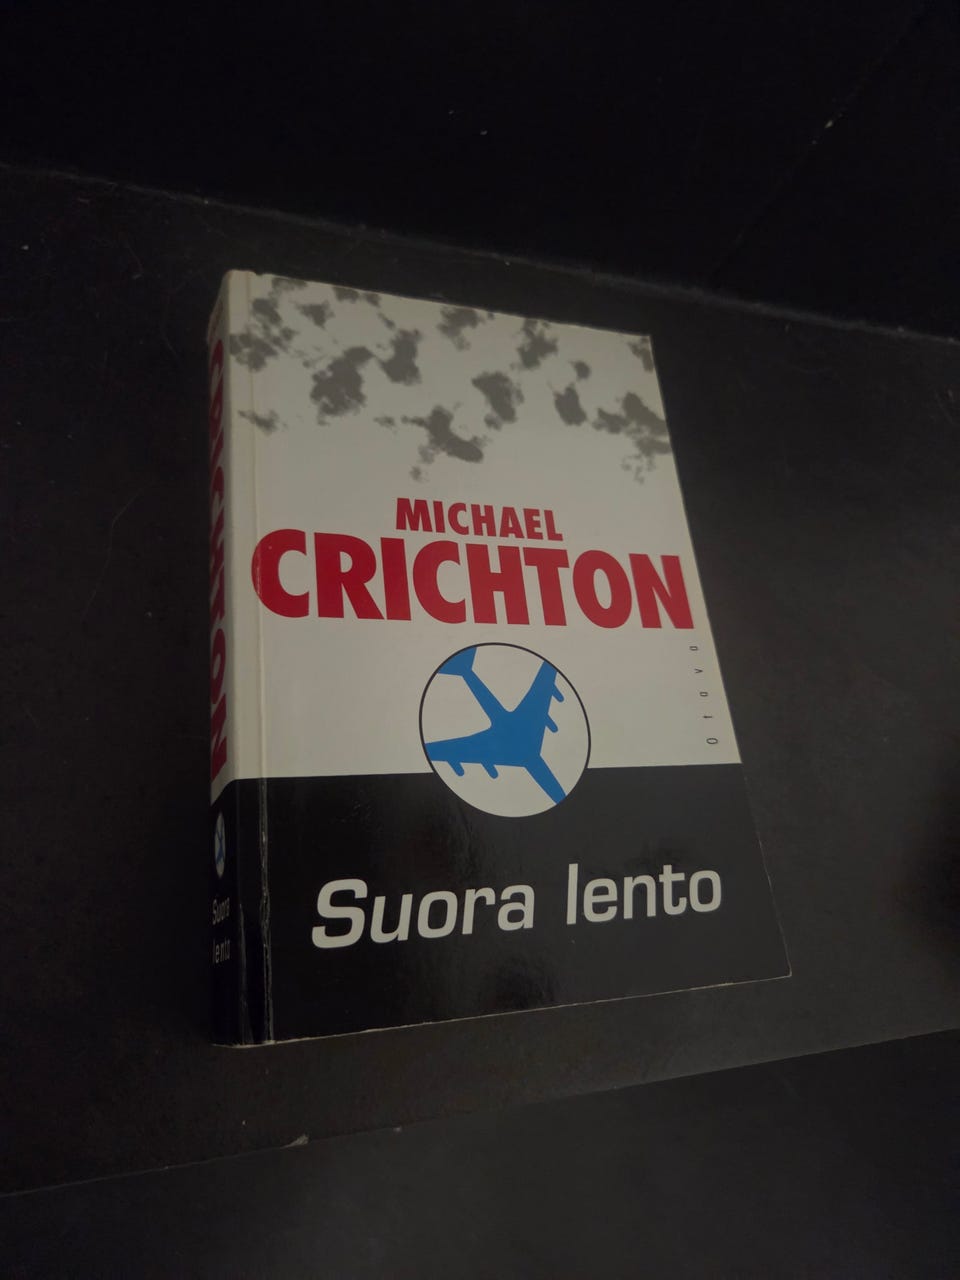 MICHAEL
CRICHTON
Otava
Suora lento
CRICHTON
Suora
lento